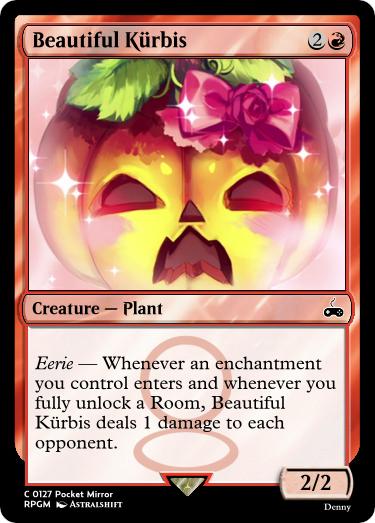 Beautiful Kürbis 2
Creature — Plant
Eerie — Whenever an enchantment
you control enters and whenever you
fully unlock a Room, Beautiful
Kürbis deals 1 damage to each
opponent.
2/2
C 0127 Pocket Mirror
RPGM Astralshift
Denny